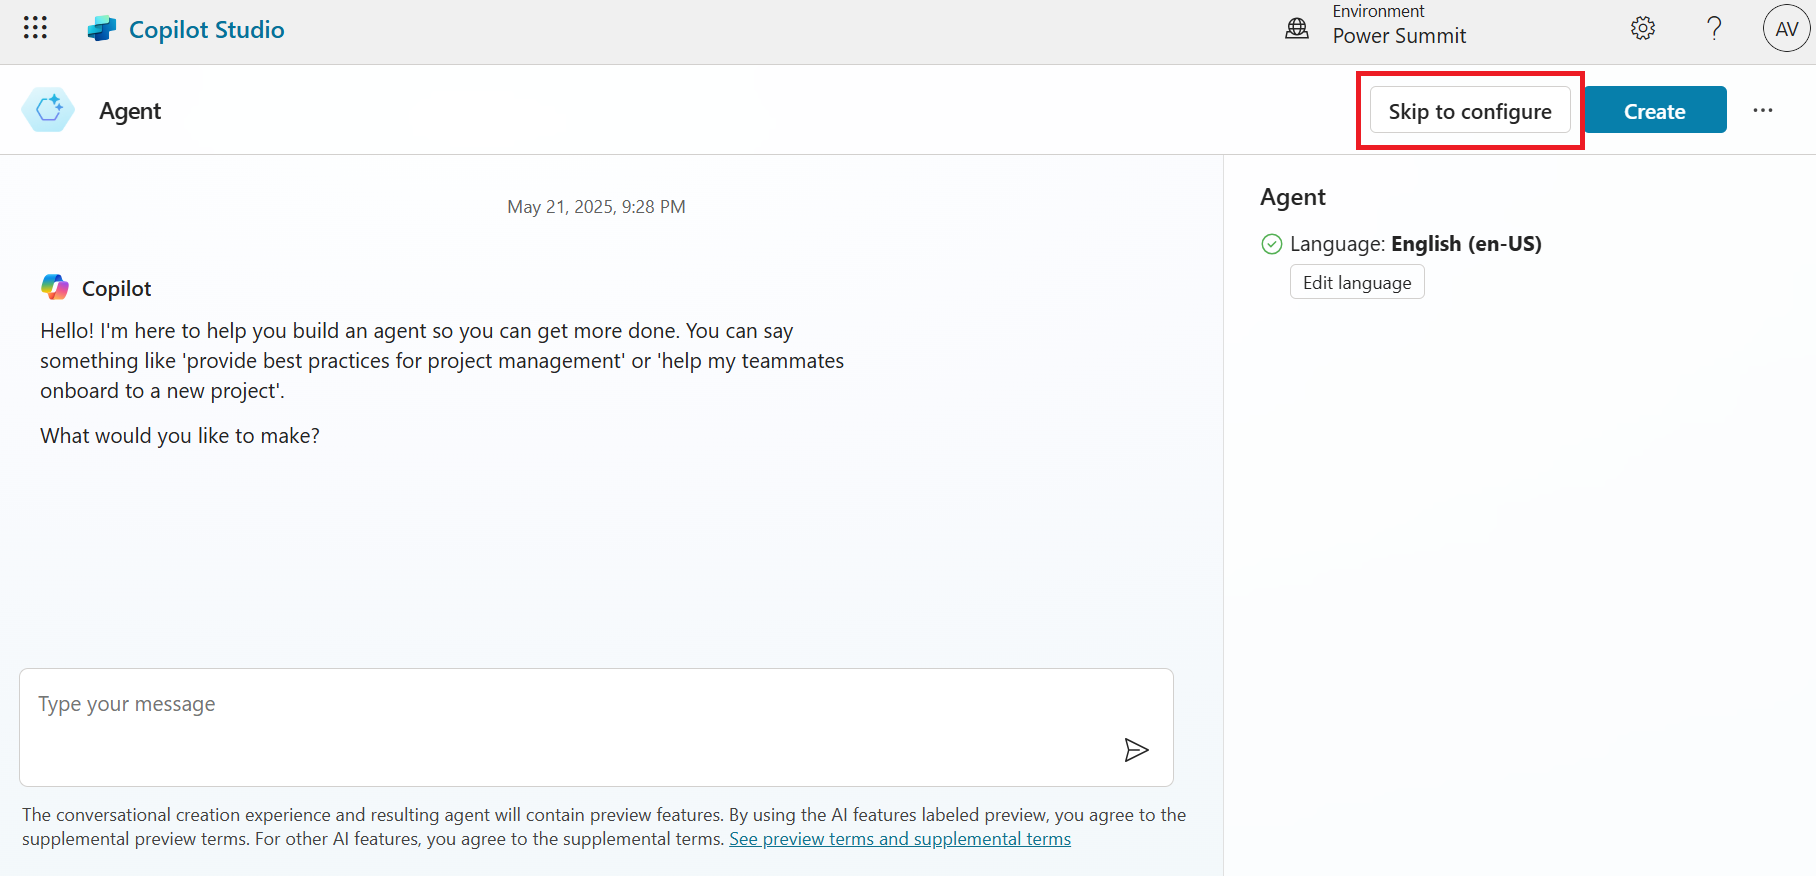 Copilot Studio
Environment
Power Summit
?
AV
Agent
Skip to configure
Create
...
May 21, 2025, 9:28 PM
Copilot
Hello! I'm here to help you build an agent so you can get more done. You can say
something like 'provide best practices for project management' or 'help my teammates
onboard to a new project'.
What would you like to make?
Type your message
The conversational creation experience and resulting agent will contain preview features. By using the AI features labeled preview, you agree to the
supplemental preview terms. For other AI features, you agree to the supplemental terms. See preview terms and supplemental terms
Agent
Language: English (en-US)
Edit language